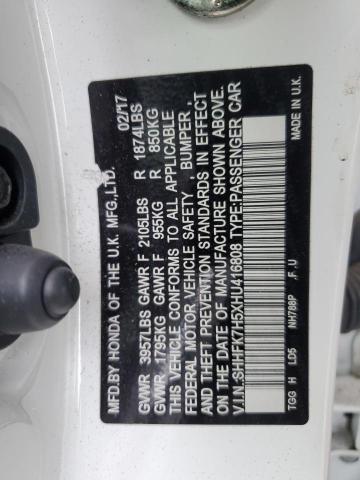 MFD.BY HONDA OF THE U.K. MFG.,LTD. 02/17
GVWR 3957LBS GAWR F 2105LBS R 1874LBS
GVWR 1795KG GAWR F 955KG R 850KG
THIS VEHICLE CONFORMS TO ALL APPLICABLE
FEDERAL MOTOR VEHICLE SAFETY , BUMPER ,
AND THEFT PREVENTION STANDARDS IN EFFECT
ON THE DATE OF MANUFACTURE SHOWN ABOVE.
V.I.N.:SHHFK7H5XHU416808 TYPE:PASSENGER CAR
TGG H LD5 NH788P ,F ,U MADE IN U.K.